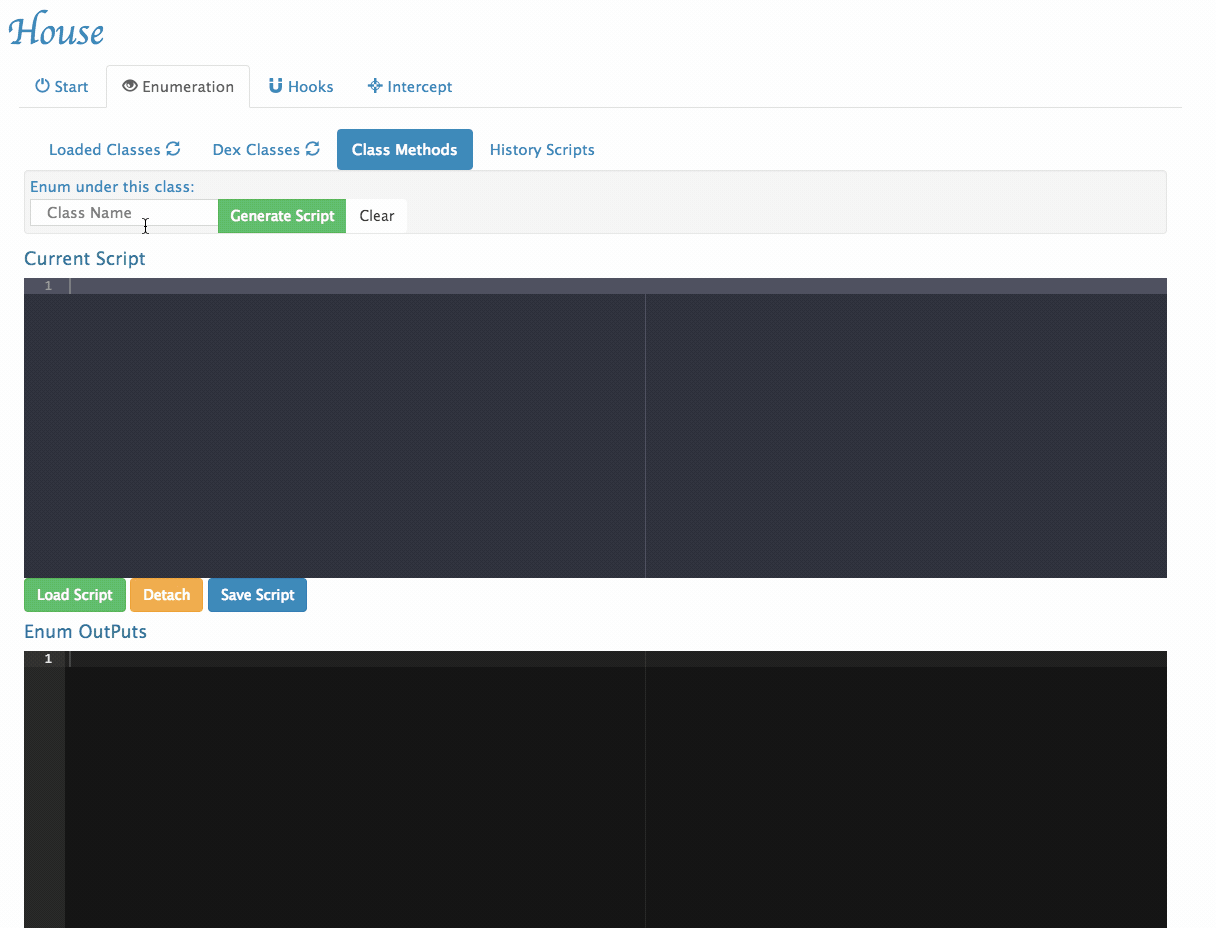 House
Start Enumeration Hooks Intercept
Loaded Classes Dex Classes Class Methods History Scripts
Enum under this class:
Class Name Generate Script Clear
Current Script
1
Load Script Detach Save Script
Enum OutPuts
1